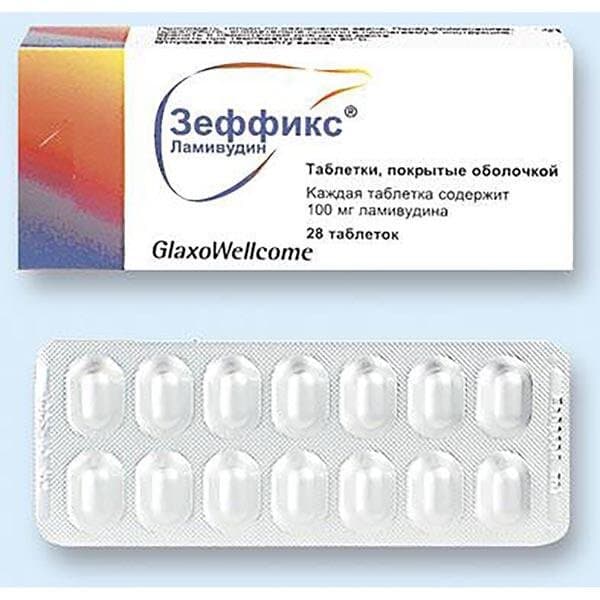 Зеффикс®
Ламивудин
Таблетки, покрытые оболочкой
Каждая таблетка содержит
100 мг ламивудина
28 таблеток
GlaxoWellcome